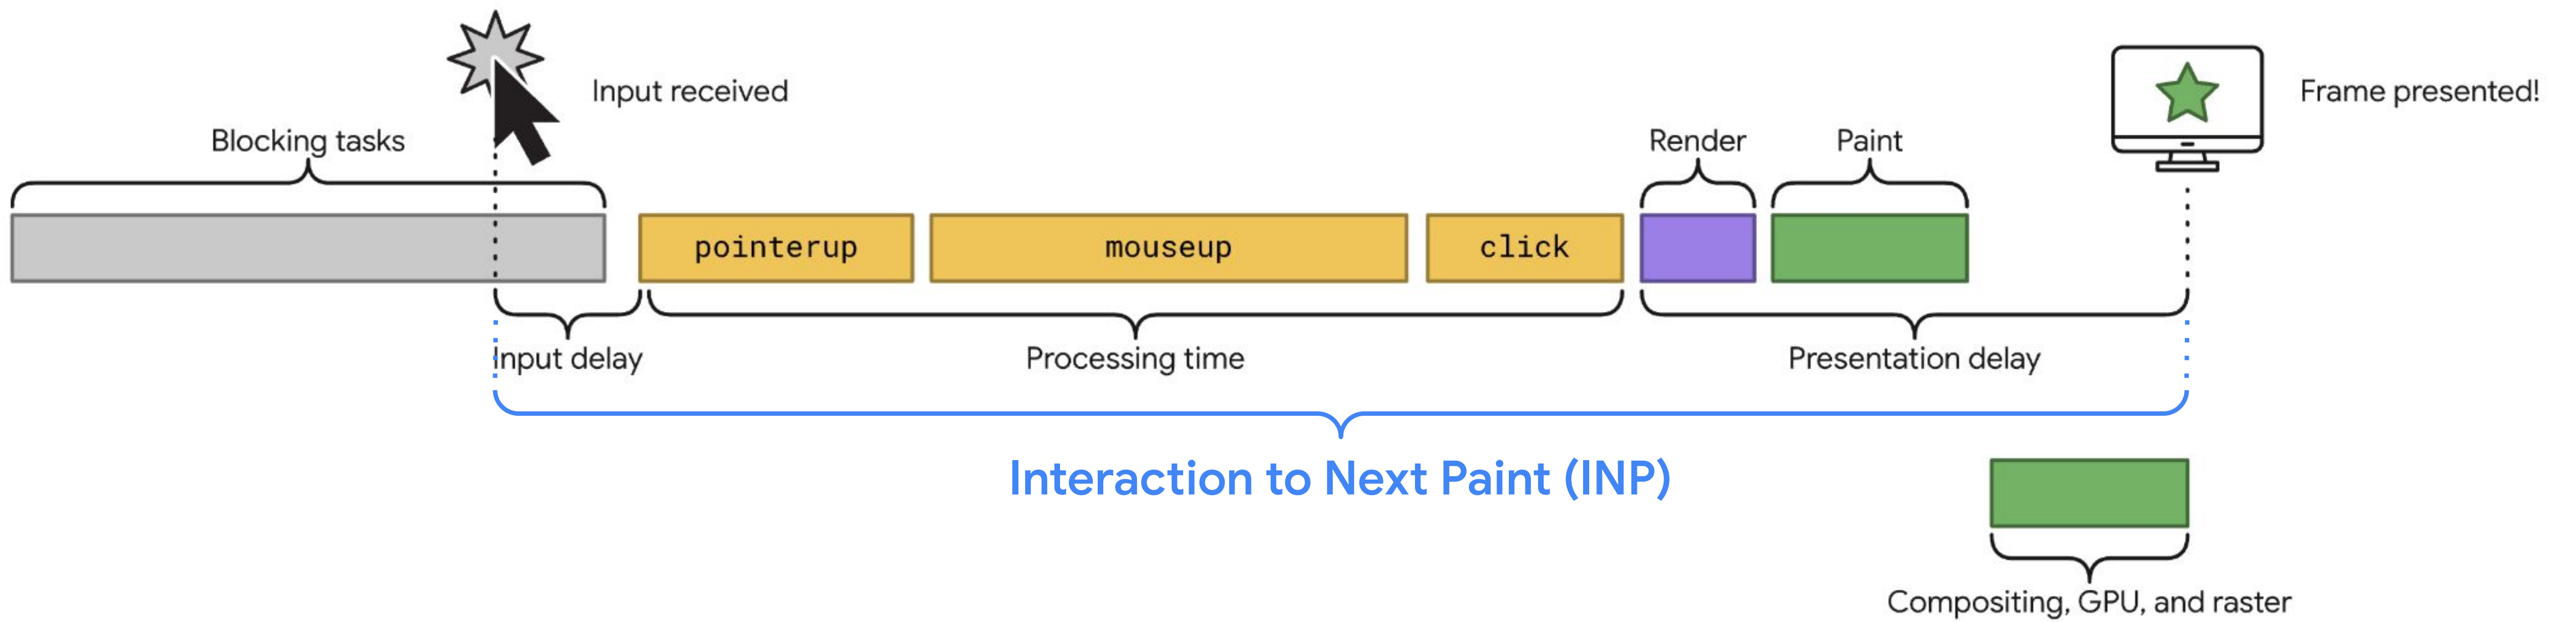 Input received
Frame presented!
Blocking tasks
Render
Paint
pointerup
mouseup
click
Input delay
Processing time
Presentation delay
Interaction to Next Paint (INP)
Compositing, GPU, and raster